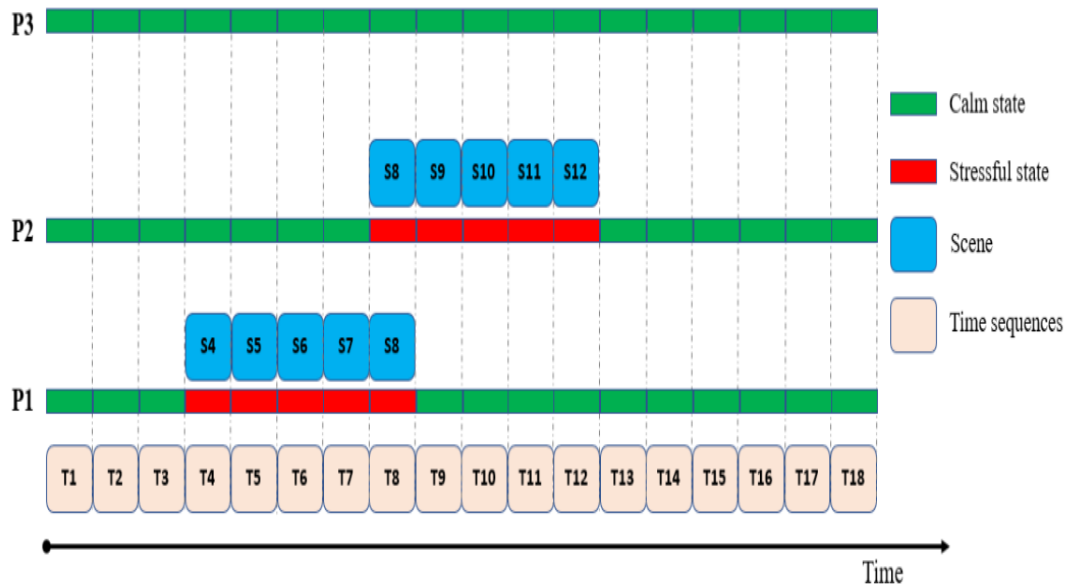 P3
Calm state
S8 S9 S10 S11 S12
Stressful state
P2
Scene
S4 S5 S6 S7 S8
Time sequences
P1
T1 T2 T3 T4 T5 T6 T7 T8 T9 T10 T11 T12 T13 T14 T15 T16 T17 T18
Time